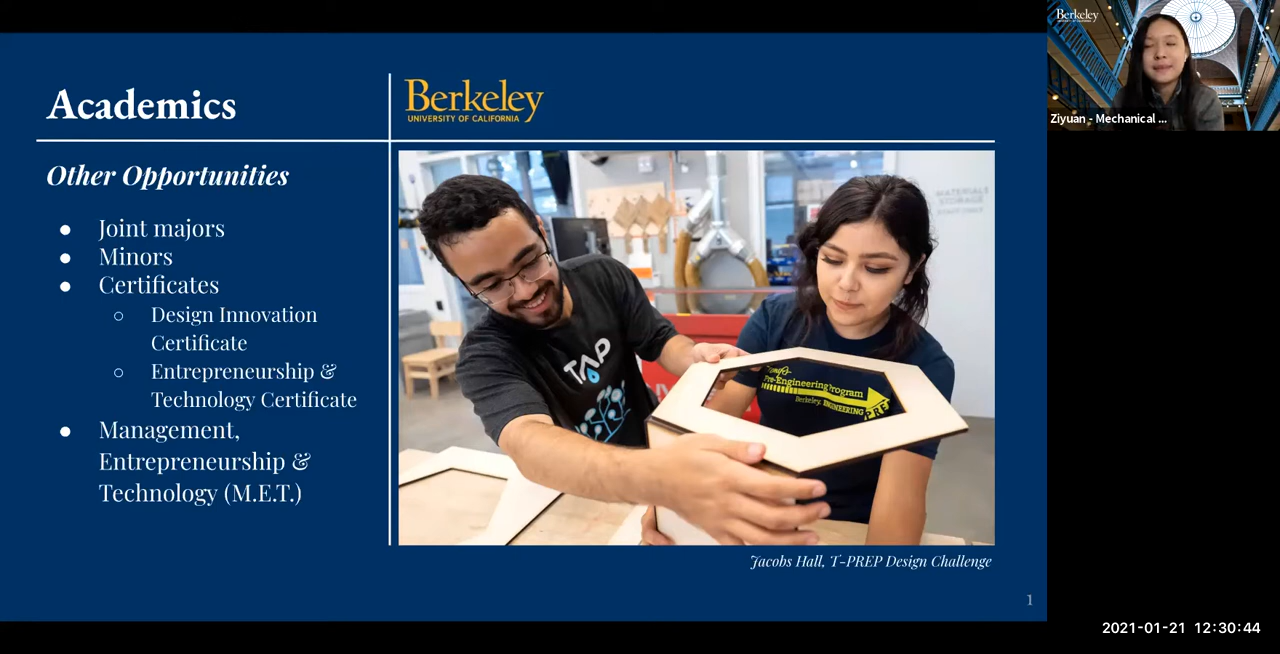 Academics
Berkeley
UNIVERSITY OF CALIFORNIA
Other Opportunities
● Joint majors
● Minors
● Certificates
○ Design Innovation
Certificate
○ Entrepreneurship &
Technology Certificate
● Management,
Entrepreneurship &
Technology (M.E.T.)
TAP
Pre-Engineering Program
Berkeley ENGINEERING
PREP
Jacobs Hall, T-PREP Design Challenge
1
Berkeley
Ziyuan - Mechanical ...
2021-01-21 12:30:44